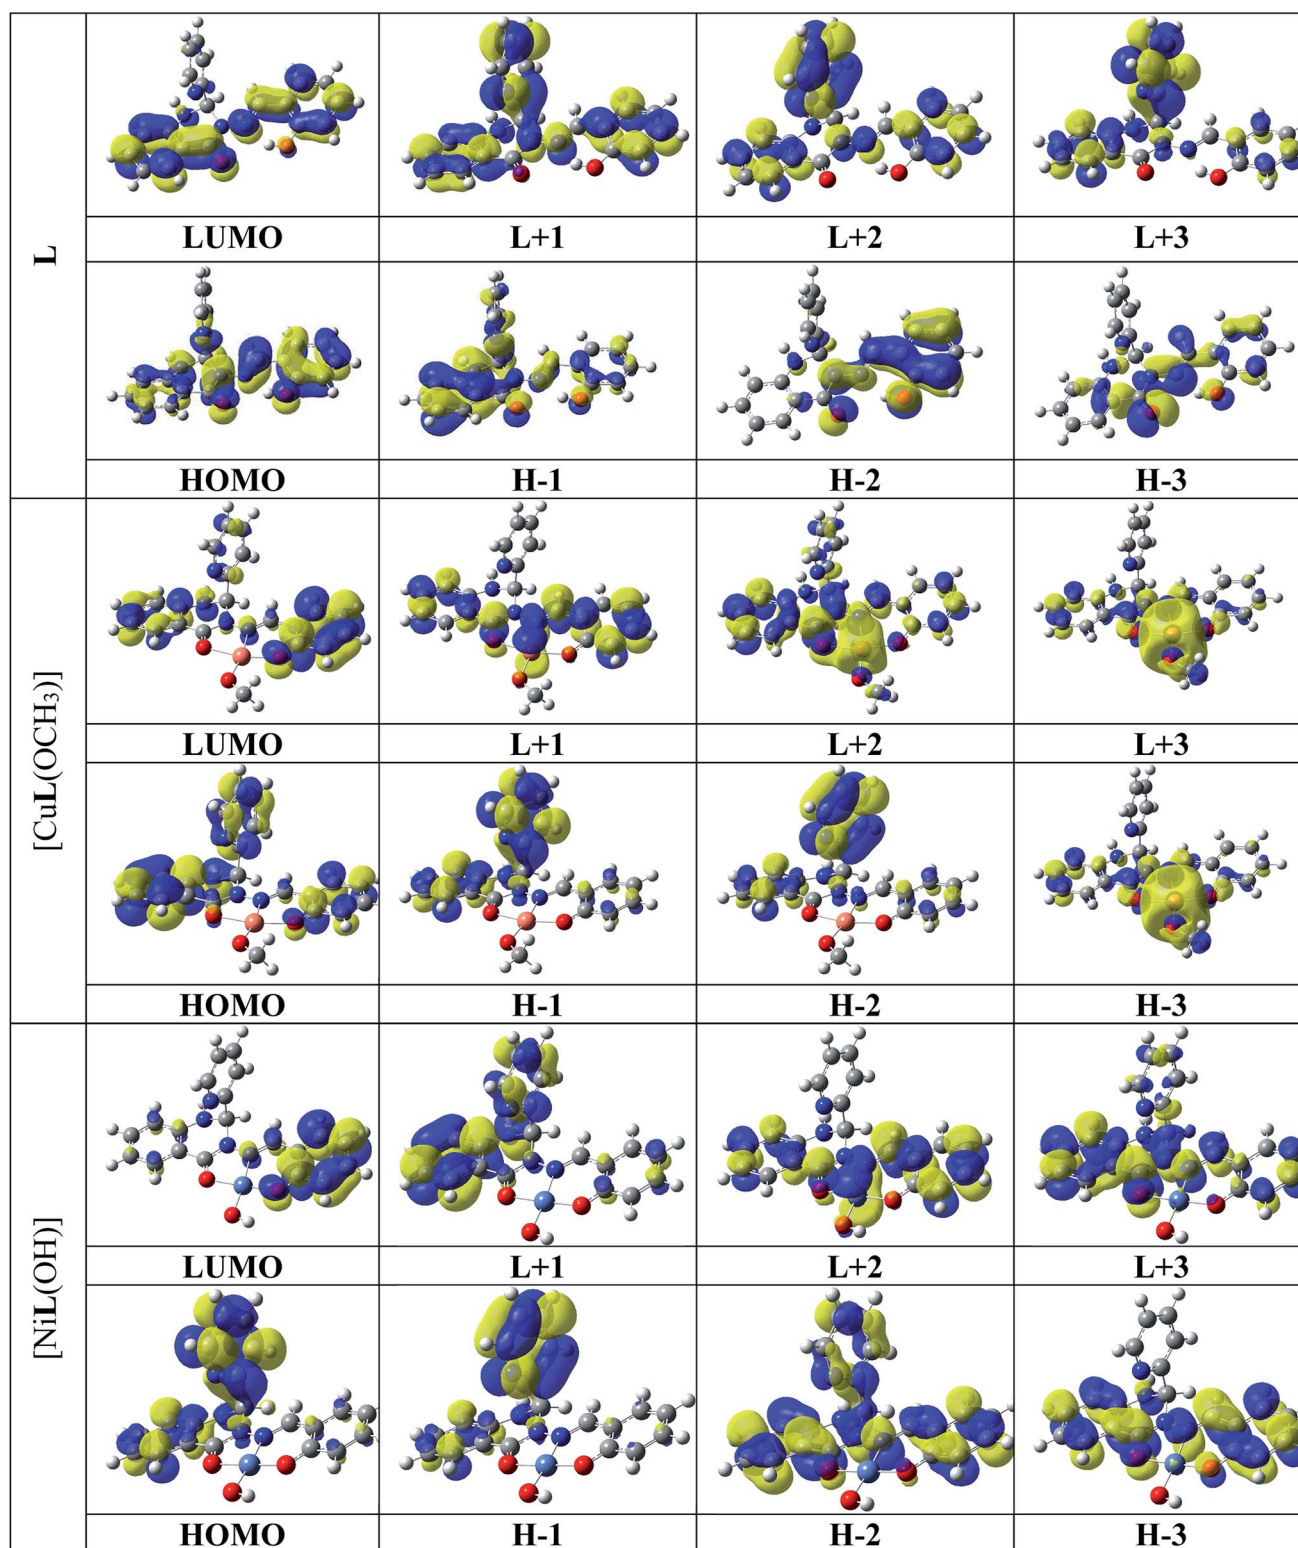 L
LUMO L+1 L+2 L+3
HOMO H-1 H-2 H-3
[CuL(OCH₃)]
LUMO L+1 L+2 L+3
HOMO H-1 H-2 H-3
[NiL(OH)]
LUMO L+1 L+2 L+3
HOMO H-1 H-2 H-3